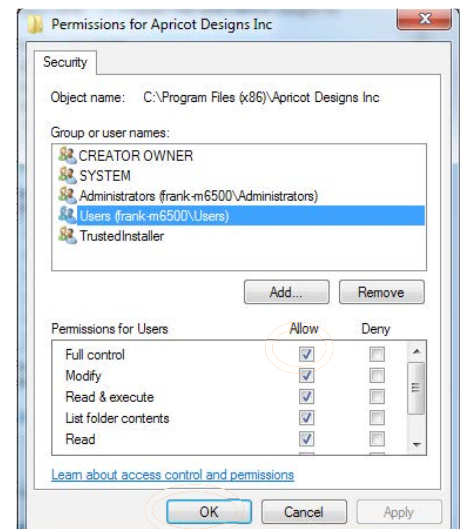 Permissions for Apricot Designs Inc
Security
Object name: C:\Program Files (x86)\Apricot Designs Inc
Group or user names:
CREATOR OWNER
SYSTEM
Administrators (frank-m6500\Administrators)
Users (frank-m6500\Users)
TrustedInstaller
Add... Remove
Permissions for Users Allow Deny
Full control
Modify
Read & execute
List folder contents
Read
Learn about access control and permissions
OK Cancel Apply